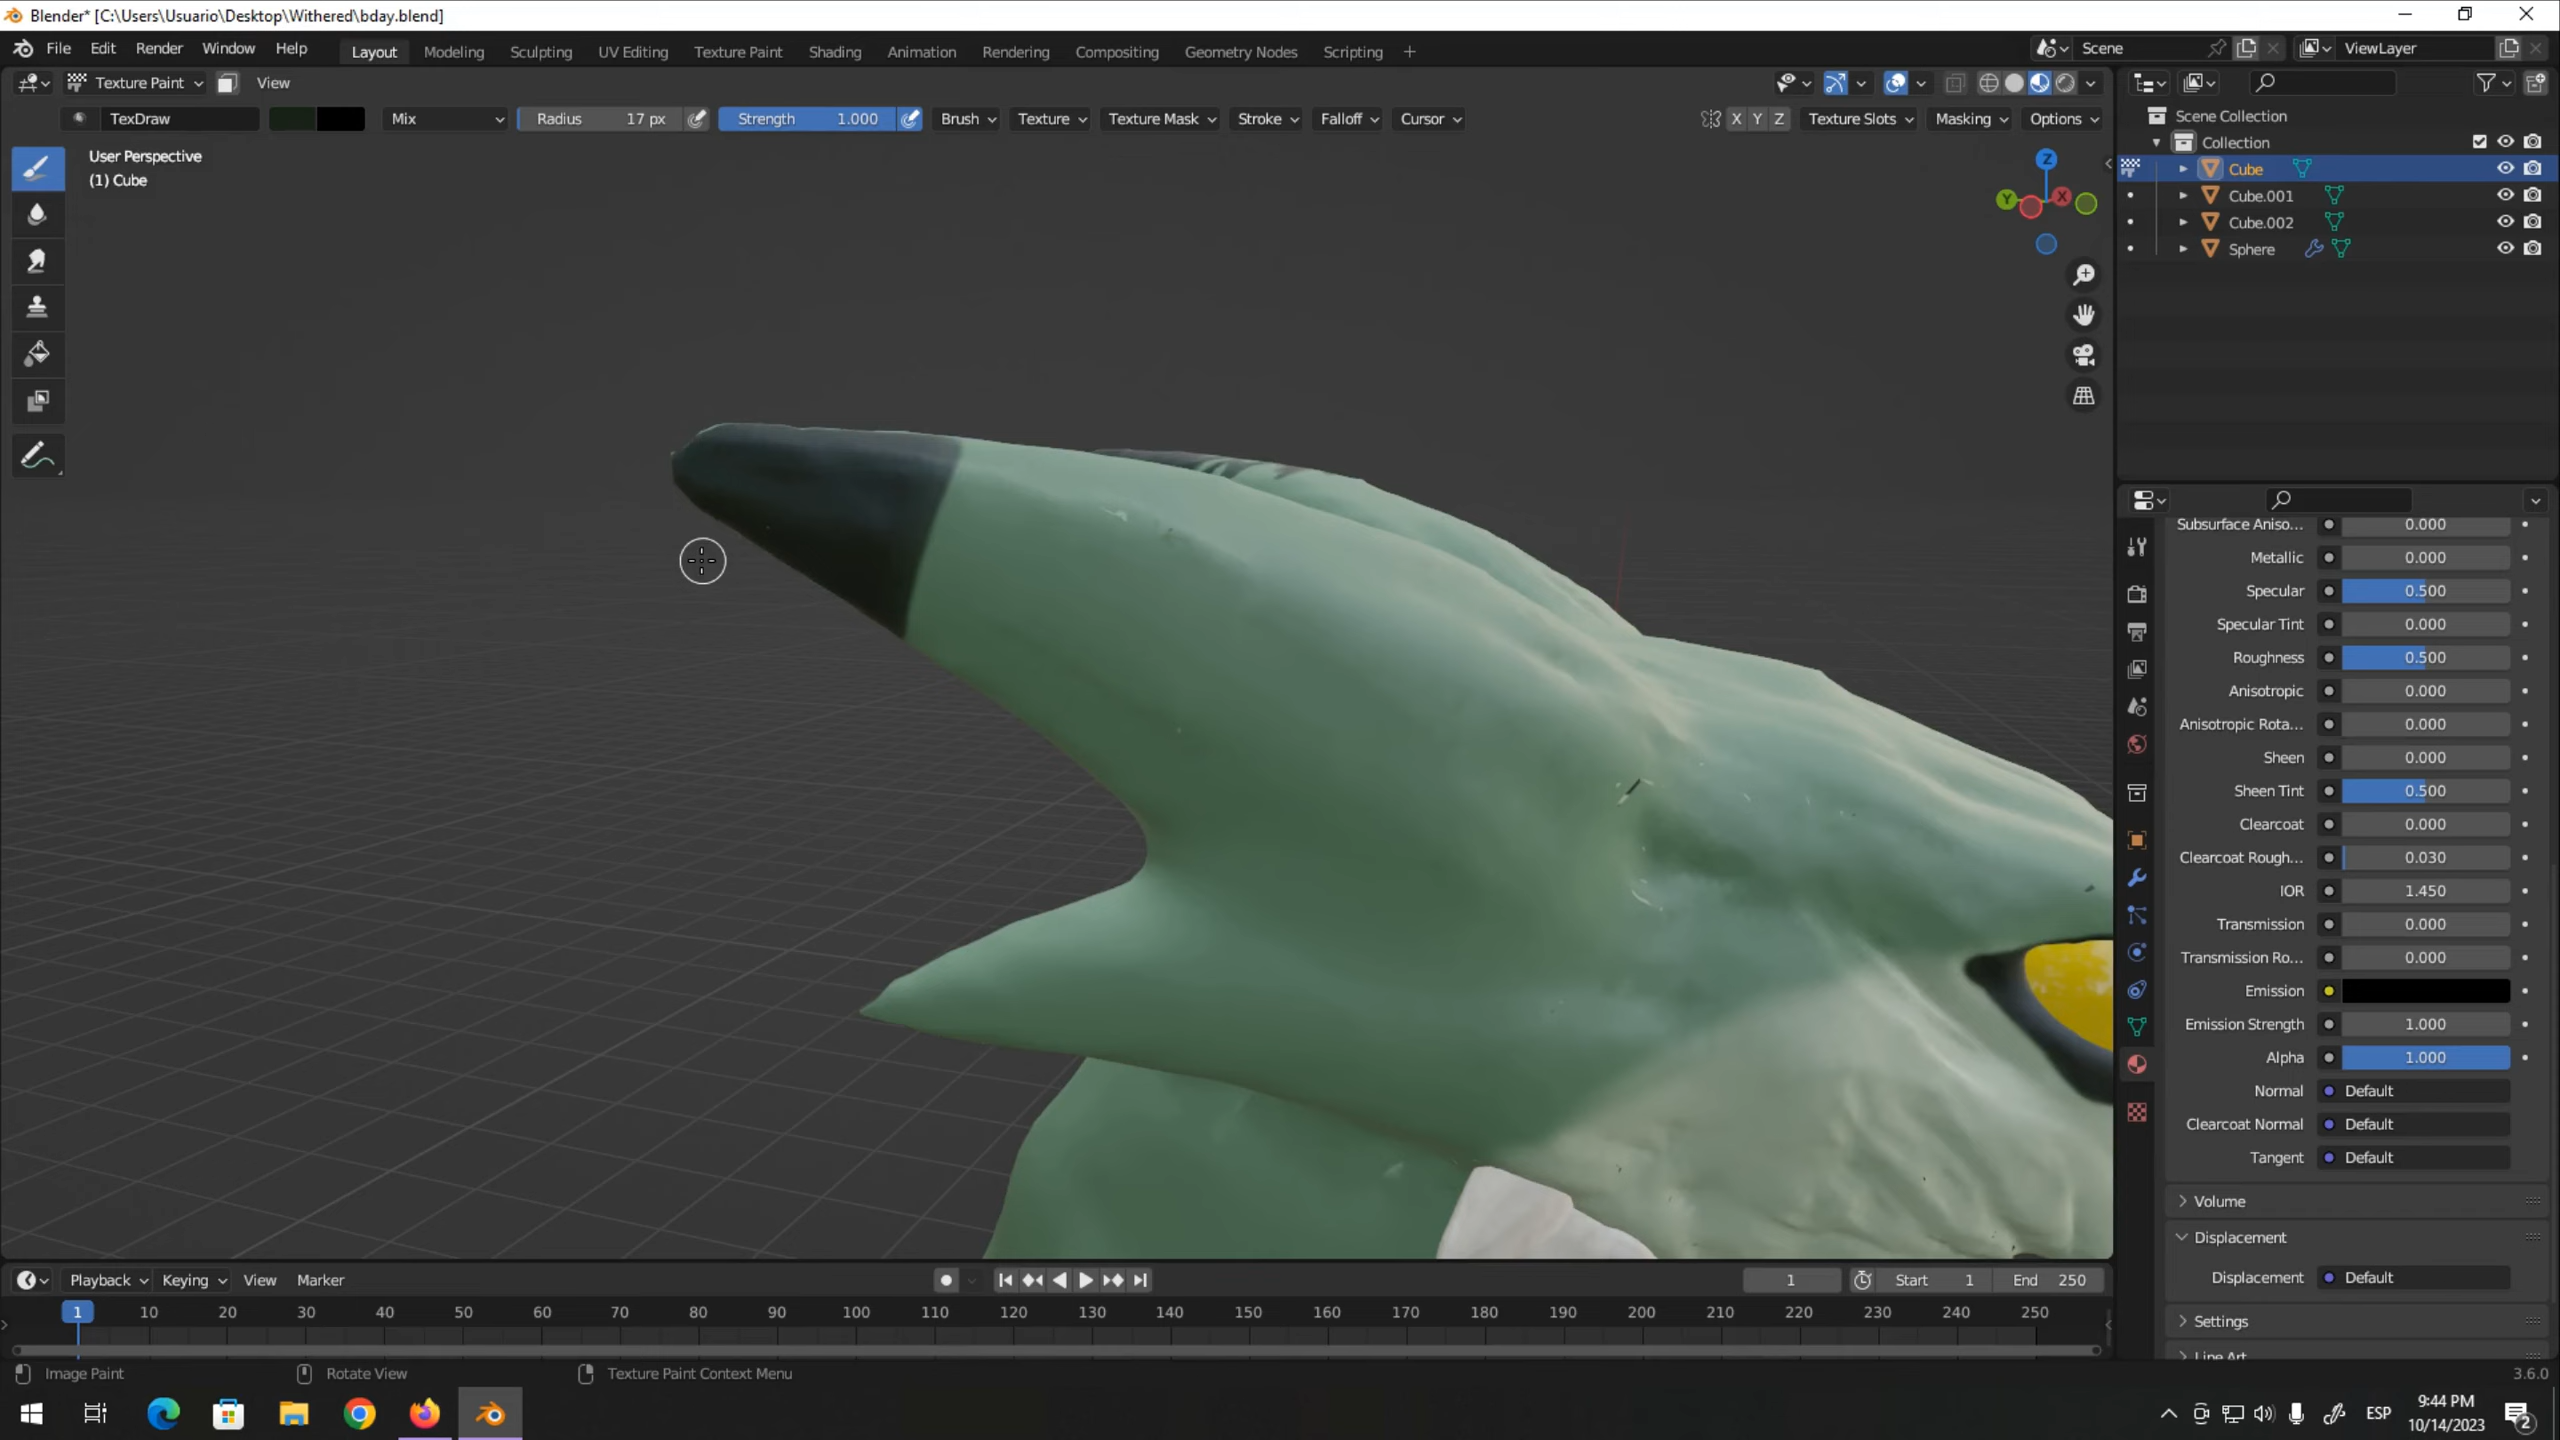 Blender* [C:\Users\Usuario\Desktop\Withered\bday.blend]
File Edit Render Window Help Layout Modeling Sculpting UV Editing Texture Paint Shading Animation Rendering Compositing Geometry Nodes Scripting + Scene ViewLayer
Texture Paint View
TexDraw Mix Radius 17 px Strength 1.000 Brush Texture Texture Mask Stroke Falloff Cursor X Y Z Texture Slots Masking Options
User Perspective
(1) Cube
Z
Y X
Scene Collection
Collection
Cube
Cube.001
Cube.002
Sphere
Subsurface Aniso... 0.000
Metallic 0.000
Specular 0.500
Specular Tint 0.000
Roughness 0.500
Anisotropic 0.000
Anisotropic Rota... 0.000
Sheen 0.000
Sheen Tint 0.500
Clearcoat 0.000
Clearcoat Rough... 0.030
IOR 1.450
Transmission 0.000
Transmission Ro... 0.000
Emission
Emission Strength 1.000
Alpha 1.000
Normal Default
Clearcoat Normal Default
Tangent Default
Volume
Displacement
Displacement Default
Settings
Line Art
Playback Keying View Marker 1 Start 1 End 250
1 10 20 30 40 50 60 70 80 90 100 110 120 130 140 150 160 170 180 190 200 210 220 230 240 250
Image Paint Rotate View Texture Paint Context Menu 3.6.0
ESP 9:44 PM
10/14/2023 2